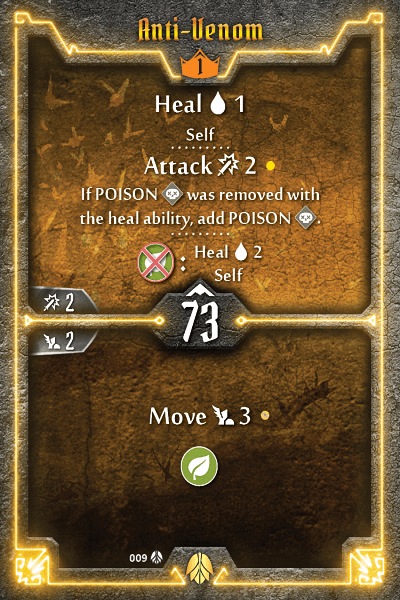 Anti-Venom
1
Heal 1
Self
Attack 2
If POISON was removed with
the heal ability, add POISON .
: Heal 2
Self
2
73
2
Move 3
009